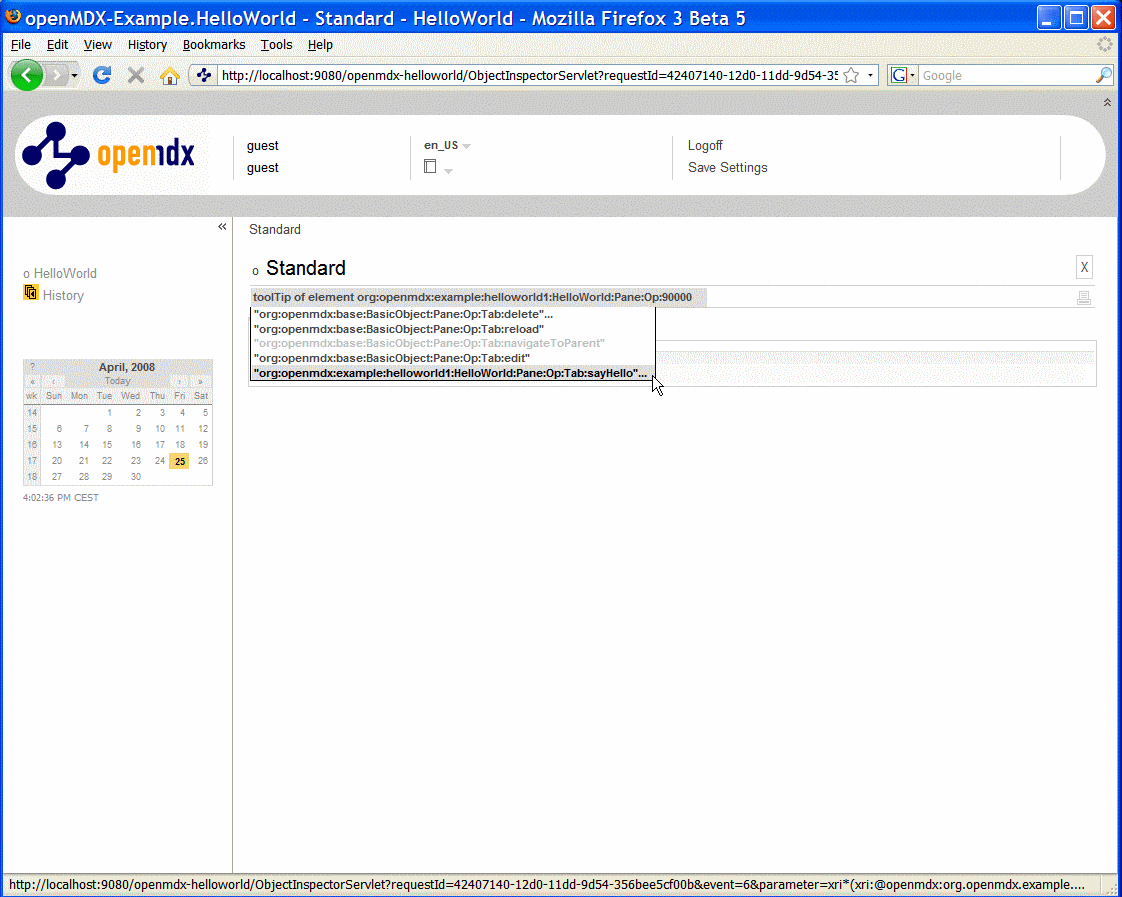 openMDX-Example.HelloWorld - Standard - HelloWorld - Mozilla Firefox 3 Beta 5
File Edit View History Bookmarks Tools Help
http://localhost:9080/openmdx-helloworld/ObjectInspectorServlet?requestId=42407140-12d0-11dd-9d54-35
G Google
openmdx
guest
guest
en_US
Logoff
Save Settings
«
o HelloWorld
History
? April, 2008
« ‹ Today › »
wk Sun Mon Tue Wed Thu Fri Sat
14 1 2 3 4 5
15 6 7 8 9 10 11 12
16 13 14 15 16 17 18 19
17 20 21 22 23 24 25 26
18 27 28 29 30
4:02:36 PM CEST
Standard
o Standard
X
toolTip of element org:openmdx:example:helloworld1:HelloWorld:Pane:Op:90000
"org:openmdx:base:BasicObject:Pane:Op:Tab:delete"...
"org:openmdx:base:BasicObject:Pane:Op:Tab:reload"
"org:openmdx:base:BasicObject:Pane:Op:Tab:navigateToParent"
"org:openmdx:base:BasicObject:Pane:Op:Tab:edit"
"org:openmdx:example:helloworld1:HelloWorld:Pane:Op:Tab:sayHello"...
http://localhost:9080/openmdx-helloworld/ObjectInspectorServlet?requestId=42407140-12d0-11dd-9d54-356bee5cf00b&event=6&parameter=xri*(xri:@openmdx:org.openmdx.example....